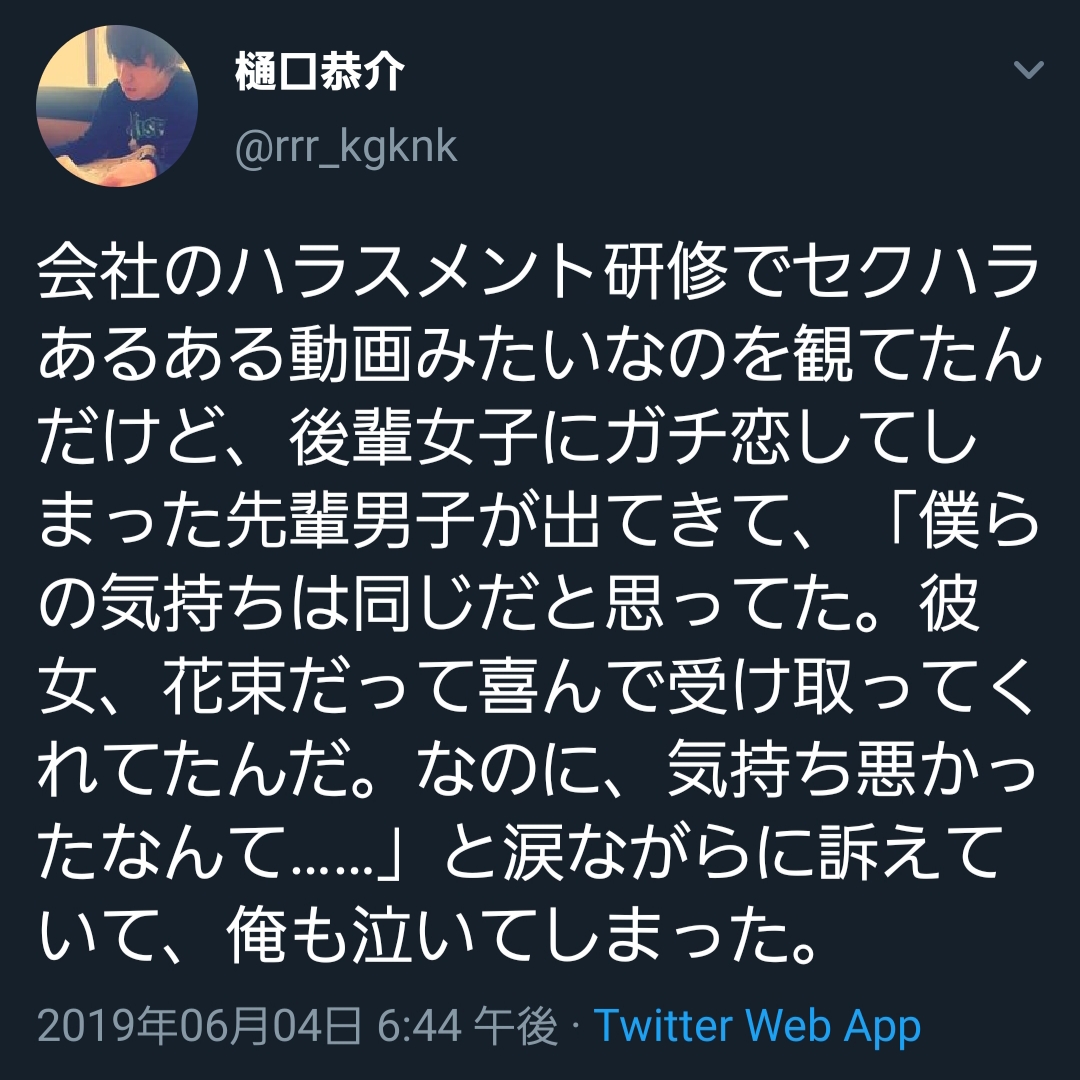 樋口恭介
@rrr_kgknk
会社のハラスメント研修でセクハラ
あるある動画みたいなのを観てたん
だけど、後輩女子にガチ恋してし
まった先輩男子が出てきて、「僕ら
の気持ちは同じだと思ってた。彼
女、花束だって喜んで受け取ってく
れてたんだ。なのに、気持ち悪かっ
たなんて……」と涙ながらに訴えて
いて、俺も泣いてしまった。
2019年06月04日 6:44 午後 · Twitter Web App